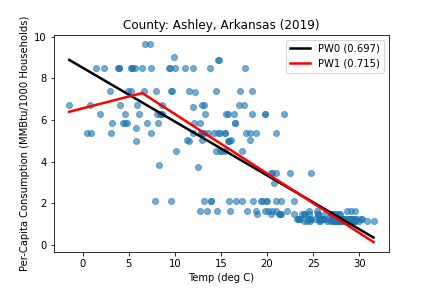 County: Ashley, Arkansas (2019)
Per-Capita Consumption (MMBtu/1000 Households)
10
8
6
4
2
0
PW0 (0.697)
PW1 (0.715)
0 5 10 15 20 25 30
Temp (deg C)